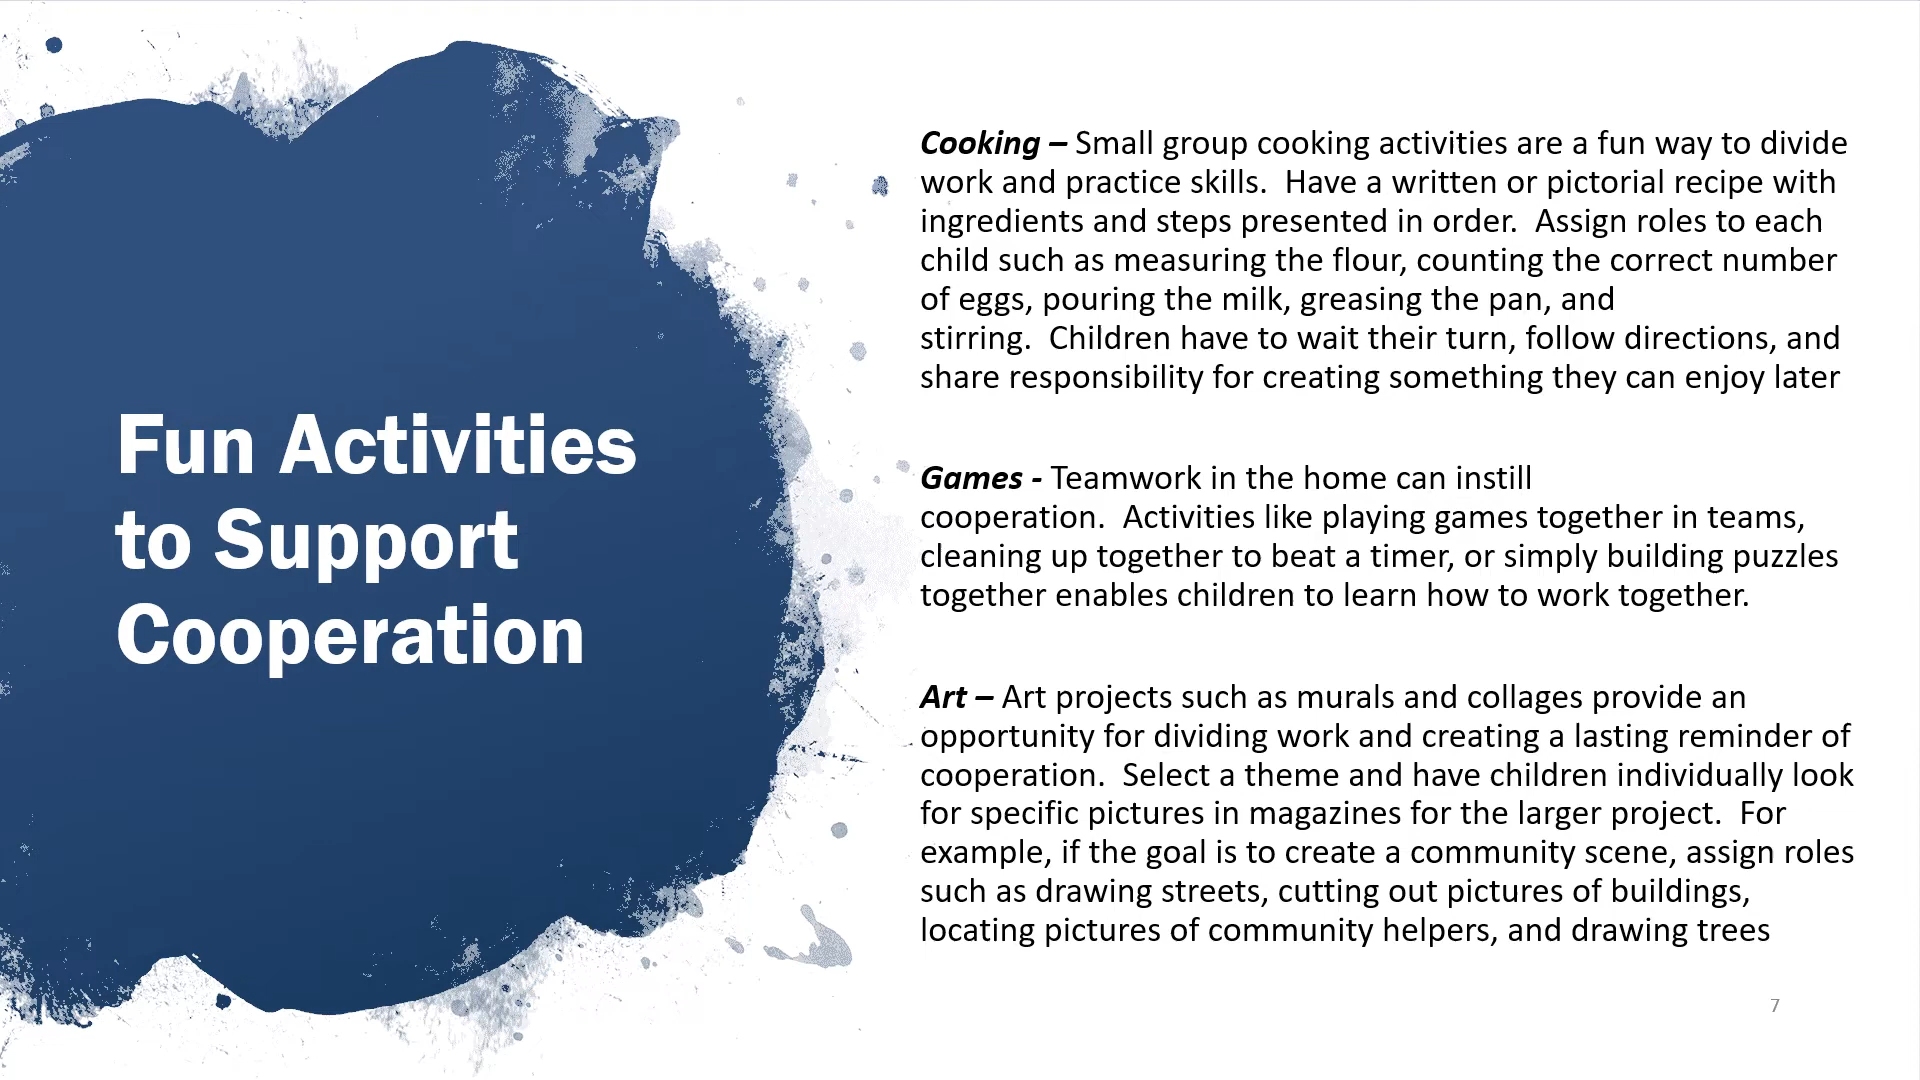 Fun Activities
to Support
Cooperation
Cooking – Small group cooking activities are a fun way to divide
work and practice skills.  Have a written or pictorial recipe with
ingredients and steps presented in order.  Assign roles to each
child such as measuring the flour, counting the correct number
of eggs, pouring the milk, greasing the pan, and
stirring.  Children have to wait their turn, follow directions, and
share responsibility for creating something they can enjoy later
Games - Teamwork in the home can instill
cooperation.  Activities like playing games together in teams,
cleaning up together to beat a timer, or simply building puzzles
together enables children to learn how to work together.
Art – Art projects such as murals and collages provide an
opportunity for dividing work and creating a lasting reminder of
cooperation.  Select a theme and have children individually look
for specific pictures in magazines for the larger project.  For
example, if the goal is to create a community scene, assign roles
such as drawing streets, cutting out pictures of buildings,
locating pictures of community helpers, and drawing trees
7